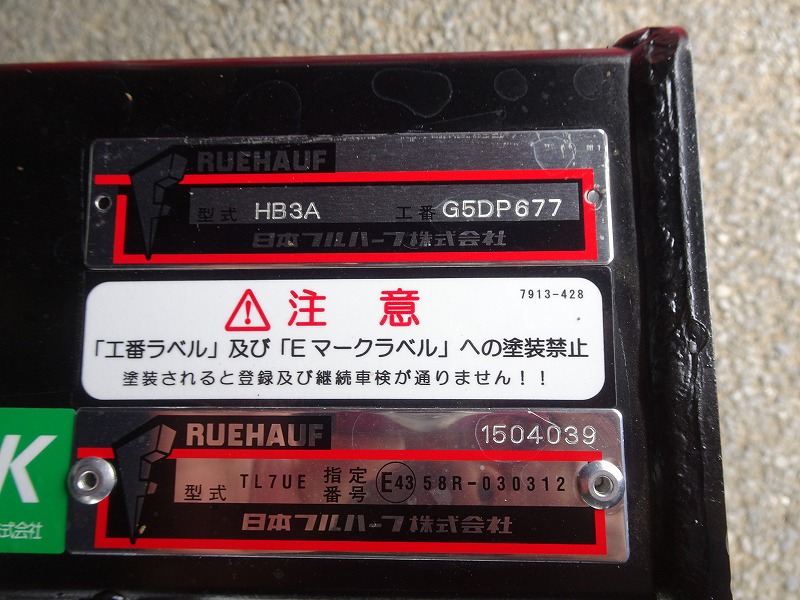 RUEHAUF
型式 HB3A 工番 G5DP677
日本フルハーフ株式会社
注意 7913-428
「工番ラベル」及び「Eマークラベル」への塗装禁止
塗装されると登録及び継続車検が通りません!!
RUEHAUF 1504039
型式 TL7UE 指定番号 E43 58R-030312
日本フルハーフ株式会社
K
式会社